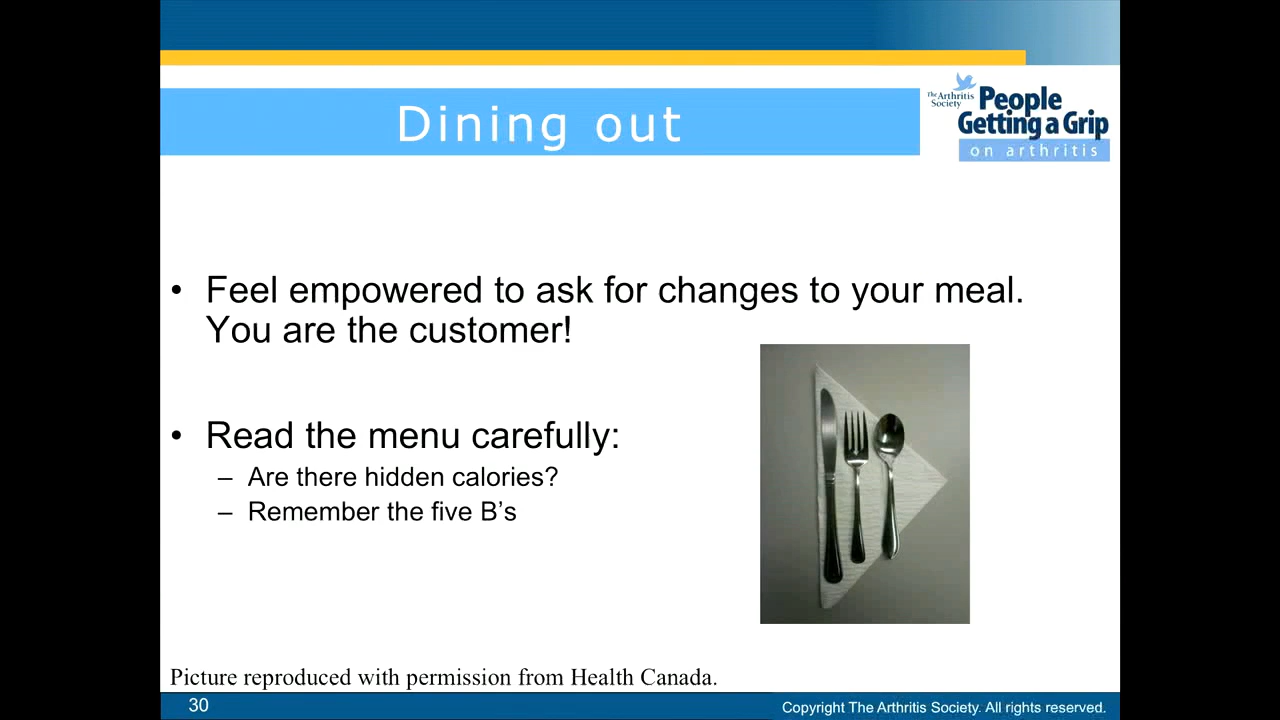 Dining out
The Arthritis
Society
People
Getting a Grip
on arthritis
• Feel empowered to ask for changes to your meal.
You are the customer!
• Read the menu carefully:
– Are there hidden calories?
– Remember the five B’s
Picture reproduced with permission from Health Canada.
30
Copyright The Arthritis Society. All rights reserved.